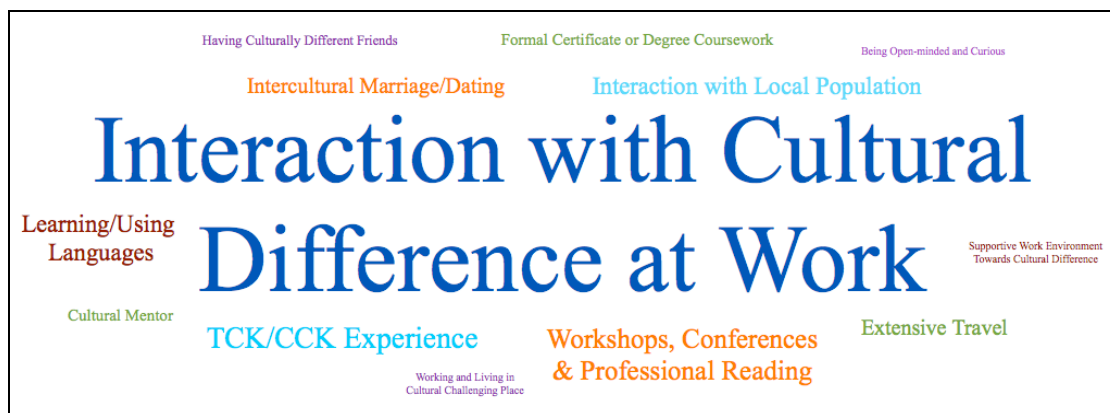 Having Culturally Different Friends
Formal Certificate or Degree Coursework
Being Open-minded and Curious
Intercultural Marriage/Dating
Interaction with Local Population
Interaction with Cultural
Difference at Work
Learning/Using
Languages
Supportive Work Environment
Towards Cultural Difference
Cultural Mentor
TCK/CCK Experience
Workshops, Conferences
& Professional Reading
Extensive Travel
Working and Living in
Cultural Challenging Place